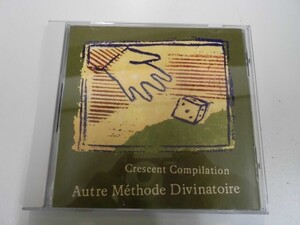 Crescent Compilation
Autre Méthode Divinatoire